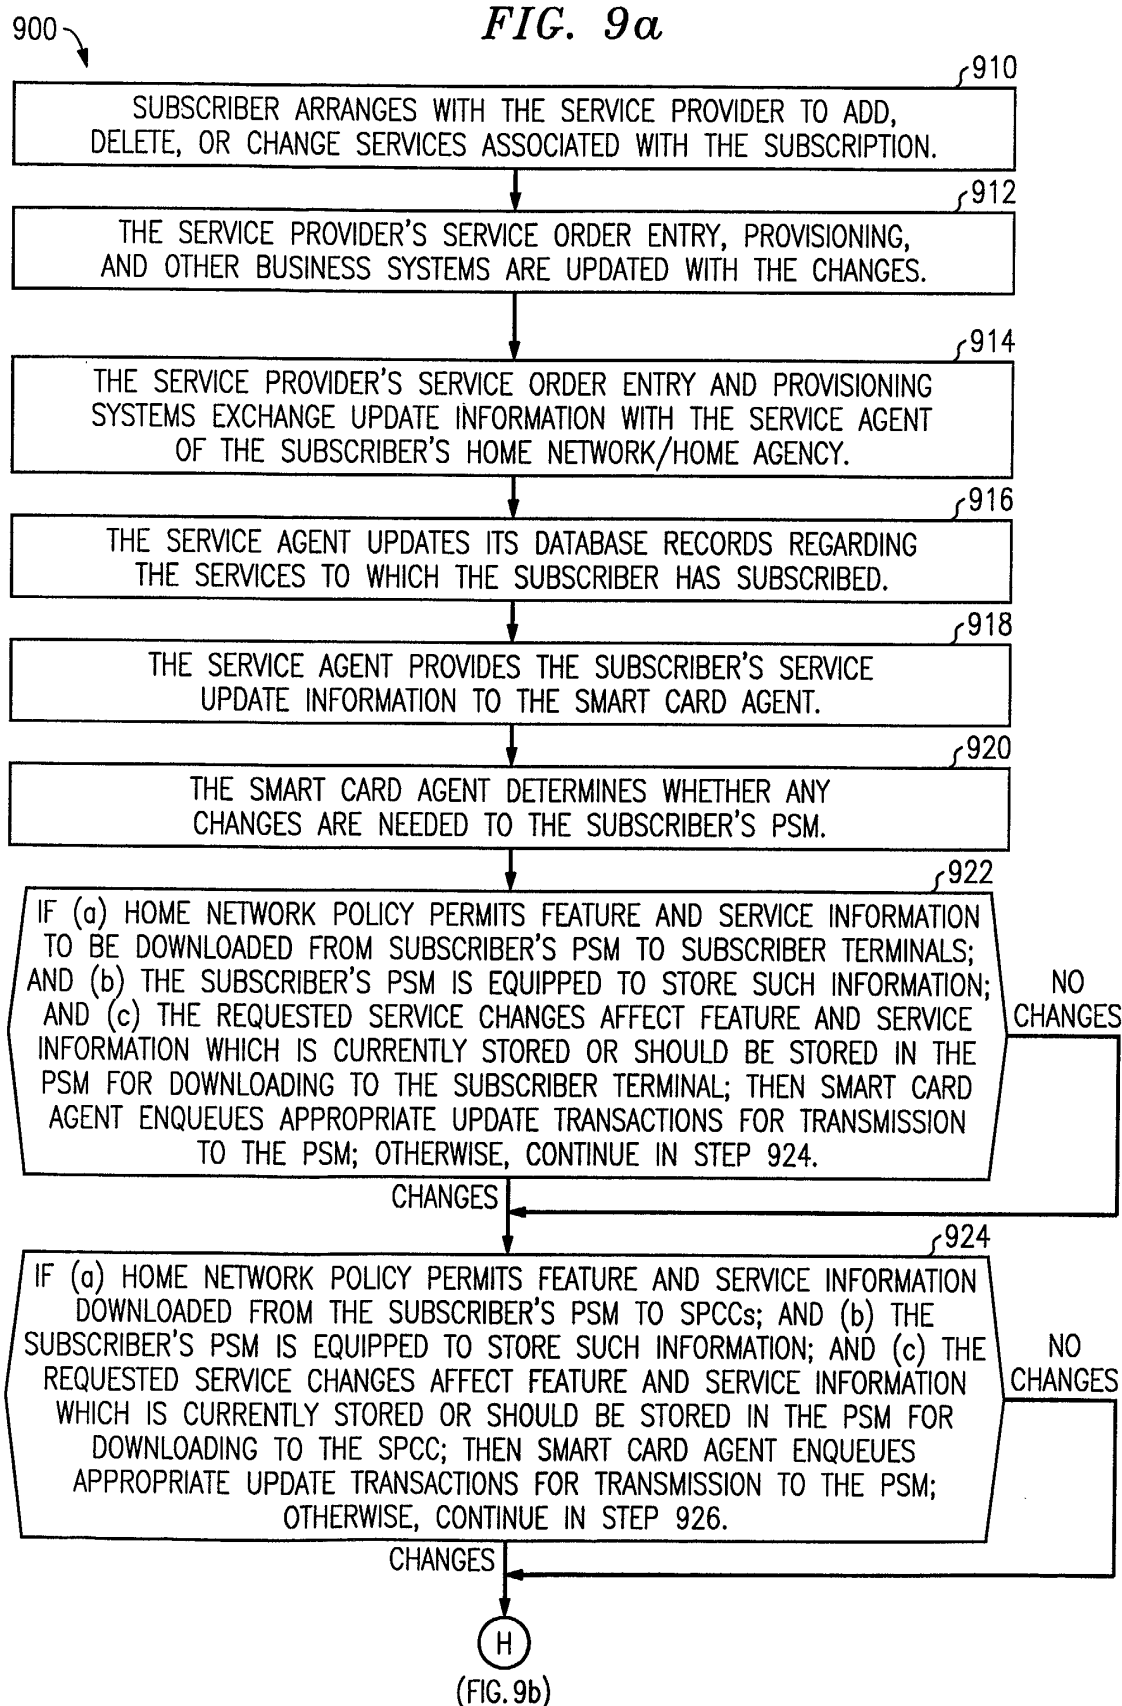 FIG. 9a
900
910
SUBSCRIBER ARRANGES WITH THE SERVICE PROVIDER TO ADD,
DELETE, OR CHANGE SERVICES ASSOCIATED WITH THE SUBSCRIPTION.
912
THE SERVICE PROVIDER'S SERVICE ORDER ENTRY, PROVISIONING,
AND OTHER BUSINESS SYSTEMS ARE UPDATED WITH THE CHANGES.
914
THE SERVICE PROVIDER'S SERVICE ORDER ENTRY AND PROVISIONING
SYSTEMS EXCHANGE UPDATE INFORMATION WITH THE SERVICE AGENT
OF THE SUBSCRIBER'S HOME NETWORK/HOME AGENCY.
916
THE SERVICE AGENT UPDATES ITS DATABASE RECORDS REGARDING
THE SERVICES TO WHICH THE SUBSCRIBER HAS SUBSCRIBED.
918
THE SERVICE AGENT PROVIDES THE SUBSCRIBER'S SERVICE
UPDATE INFORMATION TO THE SMART CARD AGENT.
920
THE SMART CARD AGENT DETERMINES WHETHER ANY
CHANGES ARE NEEDED TO THE SUBSCRIBER'S PSM.
922
IF (a) HOME NETWORK POLICY PERMITS FEATURE AND SERVICE INFORMATION
TO BE DOWNLOADED FROM SUBSCRIBER'S PSM TO SUBSCRIBER TERMINALS;
AND (b) THE SUBSCRIBER'S PSM IS EQUIPPED TO STORE SUCH INFORMATION;
AND (c) THE REQUESTED SERVICE CHANGES AFFECT FEATURE AND SERVICE
INFORMATION WHICH IS CURRENTLY STORED OR SHOULD BE STORED IN THE
PSM FOR DOWNLOADING TO THE SUBSCRIBER TERMINAL; THEN SMART CARD
AGENT ENQUEUES APPROPRIATE UPDATE TRANSACTIONS FOR TRANSMISSION
TO THE PSM; OTHERWISE, CONTINUE IN STEP 924.
NO
CHANGES
CHANGES
924
IF (a) HOME NETWORK POLICY PERMITS FEATURE AND SERVICE INFORMATION
DOWNLOADED FROM THE SUBSCRIBER'S PSM TO SPCCs; AND (b) THE
SUBSCRIBER'S PSM IS EQUIPPED TO STORE SUCH INFORMATION; AND (c) THE
REQUESTED SERVICE CHANGES AFFECT FEATURE AND SERVICE INFORMATION
WHICH IS CURRENTLY STORED OR SHOULD BE STORED IN THE PSM FOR
DOWNLOADING TO THE SPCC; THEN SMART CARD AGENT ENQUEUES
APPROPRIATE UPDATE TRANSACTIONS FOR TRANSMISSION TO THE PSM;
OTHERWISE, CONTINUE IN STEP 926.
NO
CHANGES
CHANGES
H
(FIG. 9b)